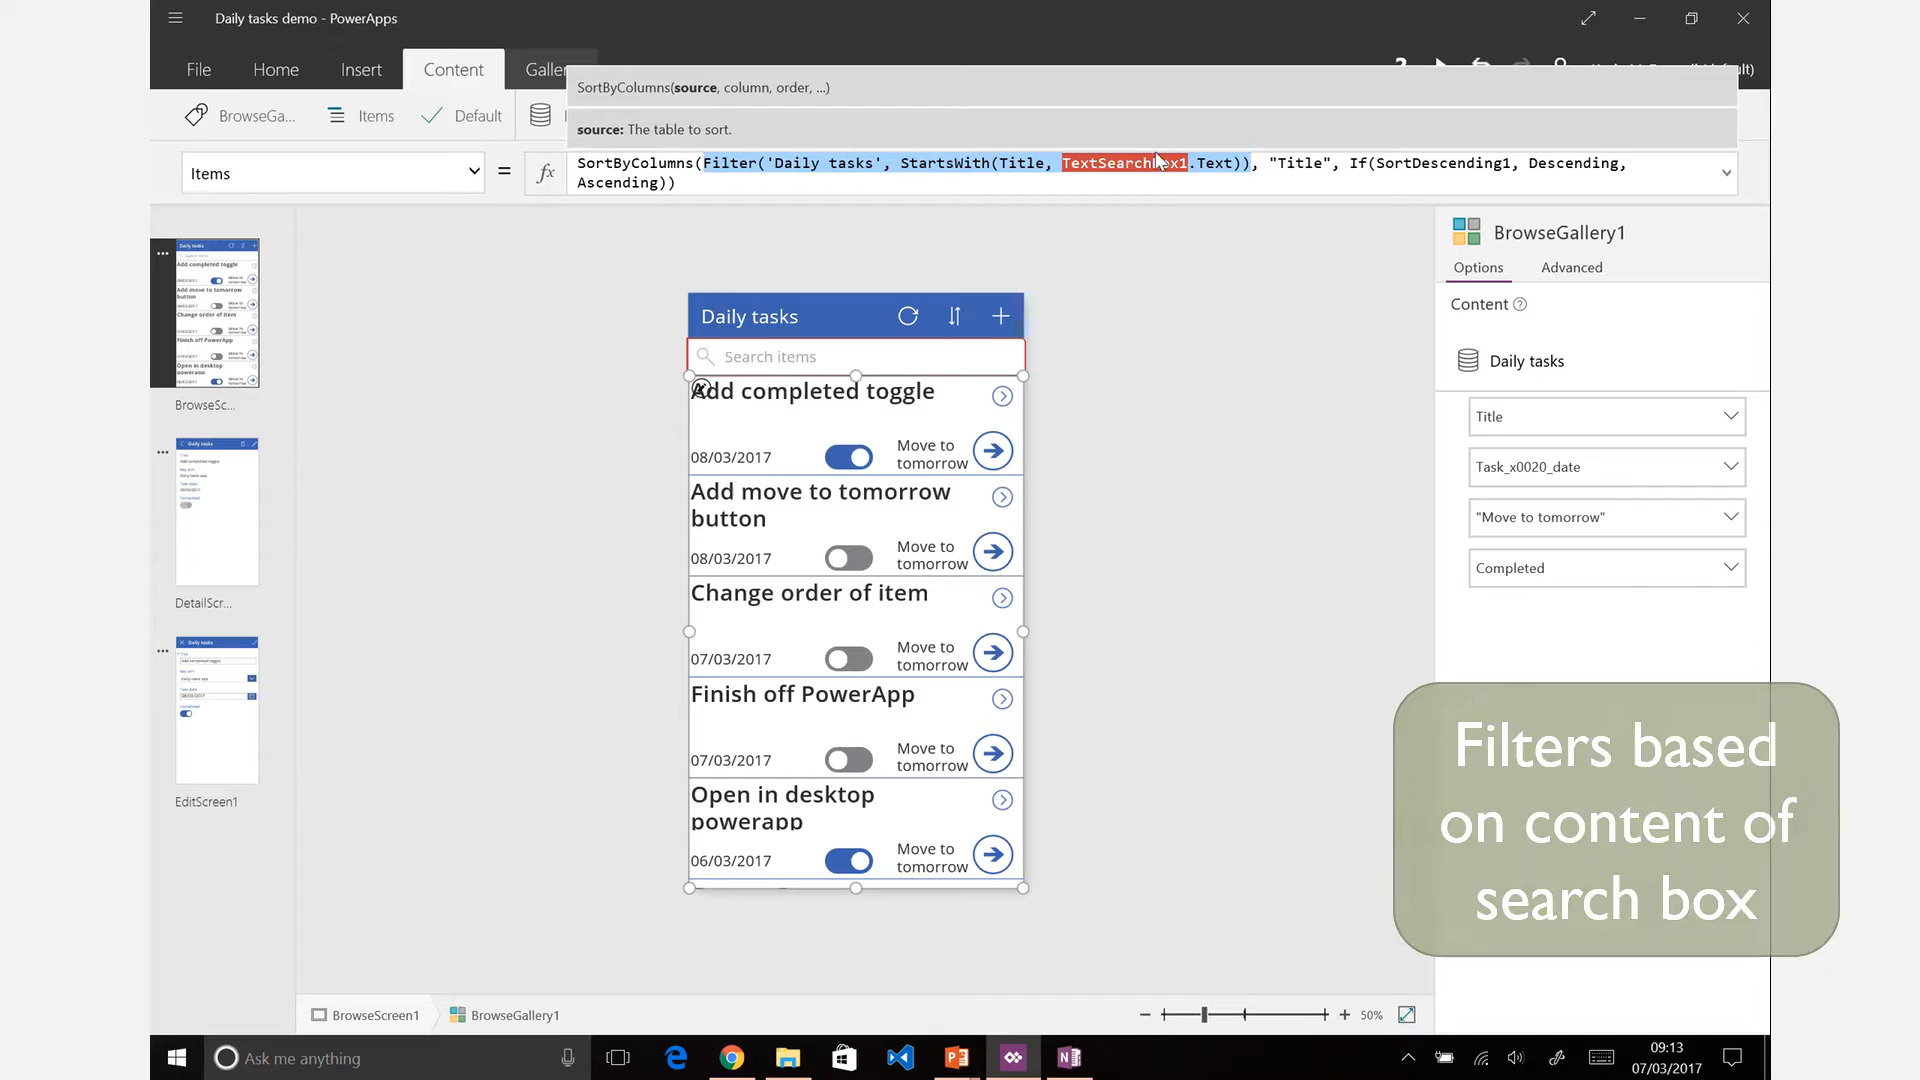 Daily tasks demo - PowerApps
File
Home
Insert
Content
Galler
SortByColumns(source, column, order, ...)
source: The table to sort.
BrowseGa...
Items
Default
Items
=
fx
SortByColumns(Filter('Daily tasks', StartsWith(Title, TextSearchBox1.Text)), "Title", If(SortDescending1, Descending,
Ascending))
BrowseSc...
DetailScr...
EditScreen1
Daily tasks
Search items
Add completed toggle
08/03/2017
Move to
tomorrow
Add move to tomorrow
button
08/03/2017
Move to
tomorrow
Change order of item
07/03/2017
Move to
tomorrow
Finish off PowerApp
07/03/2017
Move to
tomorrow
Open in desktop
powerapp
06/03/2017
Move to
tomorrow
BrowseGallery1
Options
Advanced
Content
Daily tasks
Title
Task_x0020_date
"Move to tomorrow"
Completed
Filters based
on content of
search box
BrowseScreen1
BrowseGallery1
50%
Ask me anything
09:13
07/03/2017